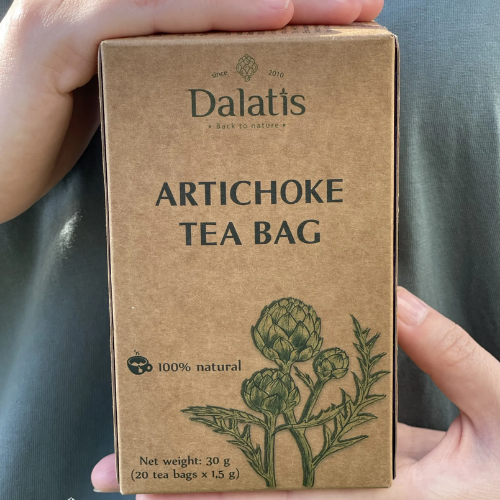 since 2010
Dalatis
• Back to nature •
ARTICHOKE
TEA BAG
100% natural
Net weight: 30 g
(20 tea bags x 1,5 g)